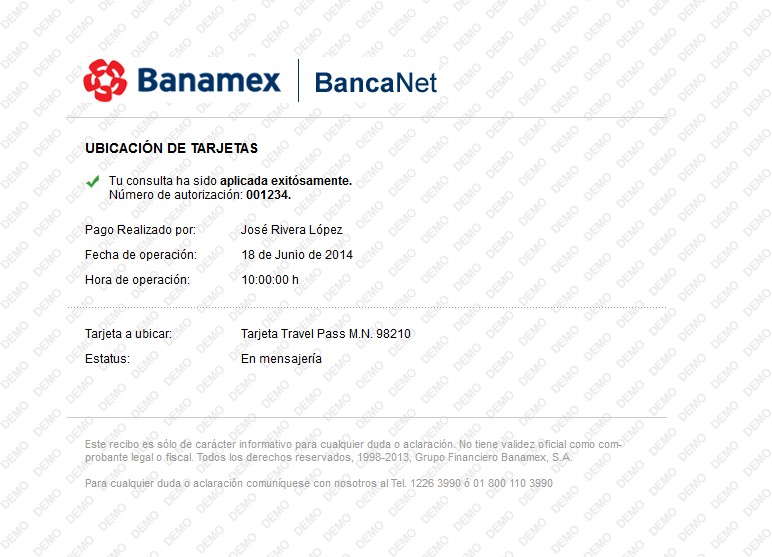 Banamex | BancaNet
UBICACIÓN DE TARJETAS
Tu consulta ha sido aplicada exitósamente.
Número de autorización: 001234.
Pago Realizado por: José Rivera López
Fecha de operación: 18 de Junio de 2014
Hora de operación: 10:00:00 h
Tarjeta a ubicar: Tarjeta Travel Pass M.N. 98210
Estatus: En mensajería
Este recibo es sólo de carácter informativo para cualquier duda o aclaración. No tiene validez oficial como com-
probante legal o fiscal. Todos los derechos reservados, 1998-2013, Grupo Financiero Banamex, S.A.
Para cualquier duda o aclaración comuníquese con nosotros al Tel. 1226 3990 ó 01 800 110 3990
DEMO